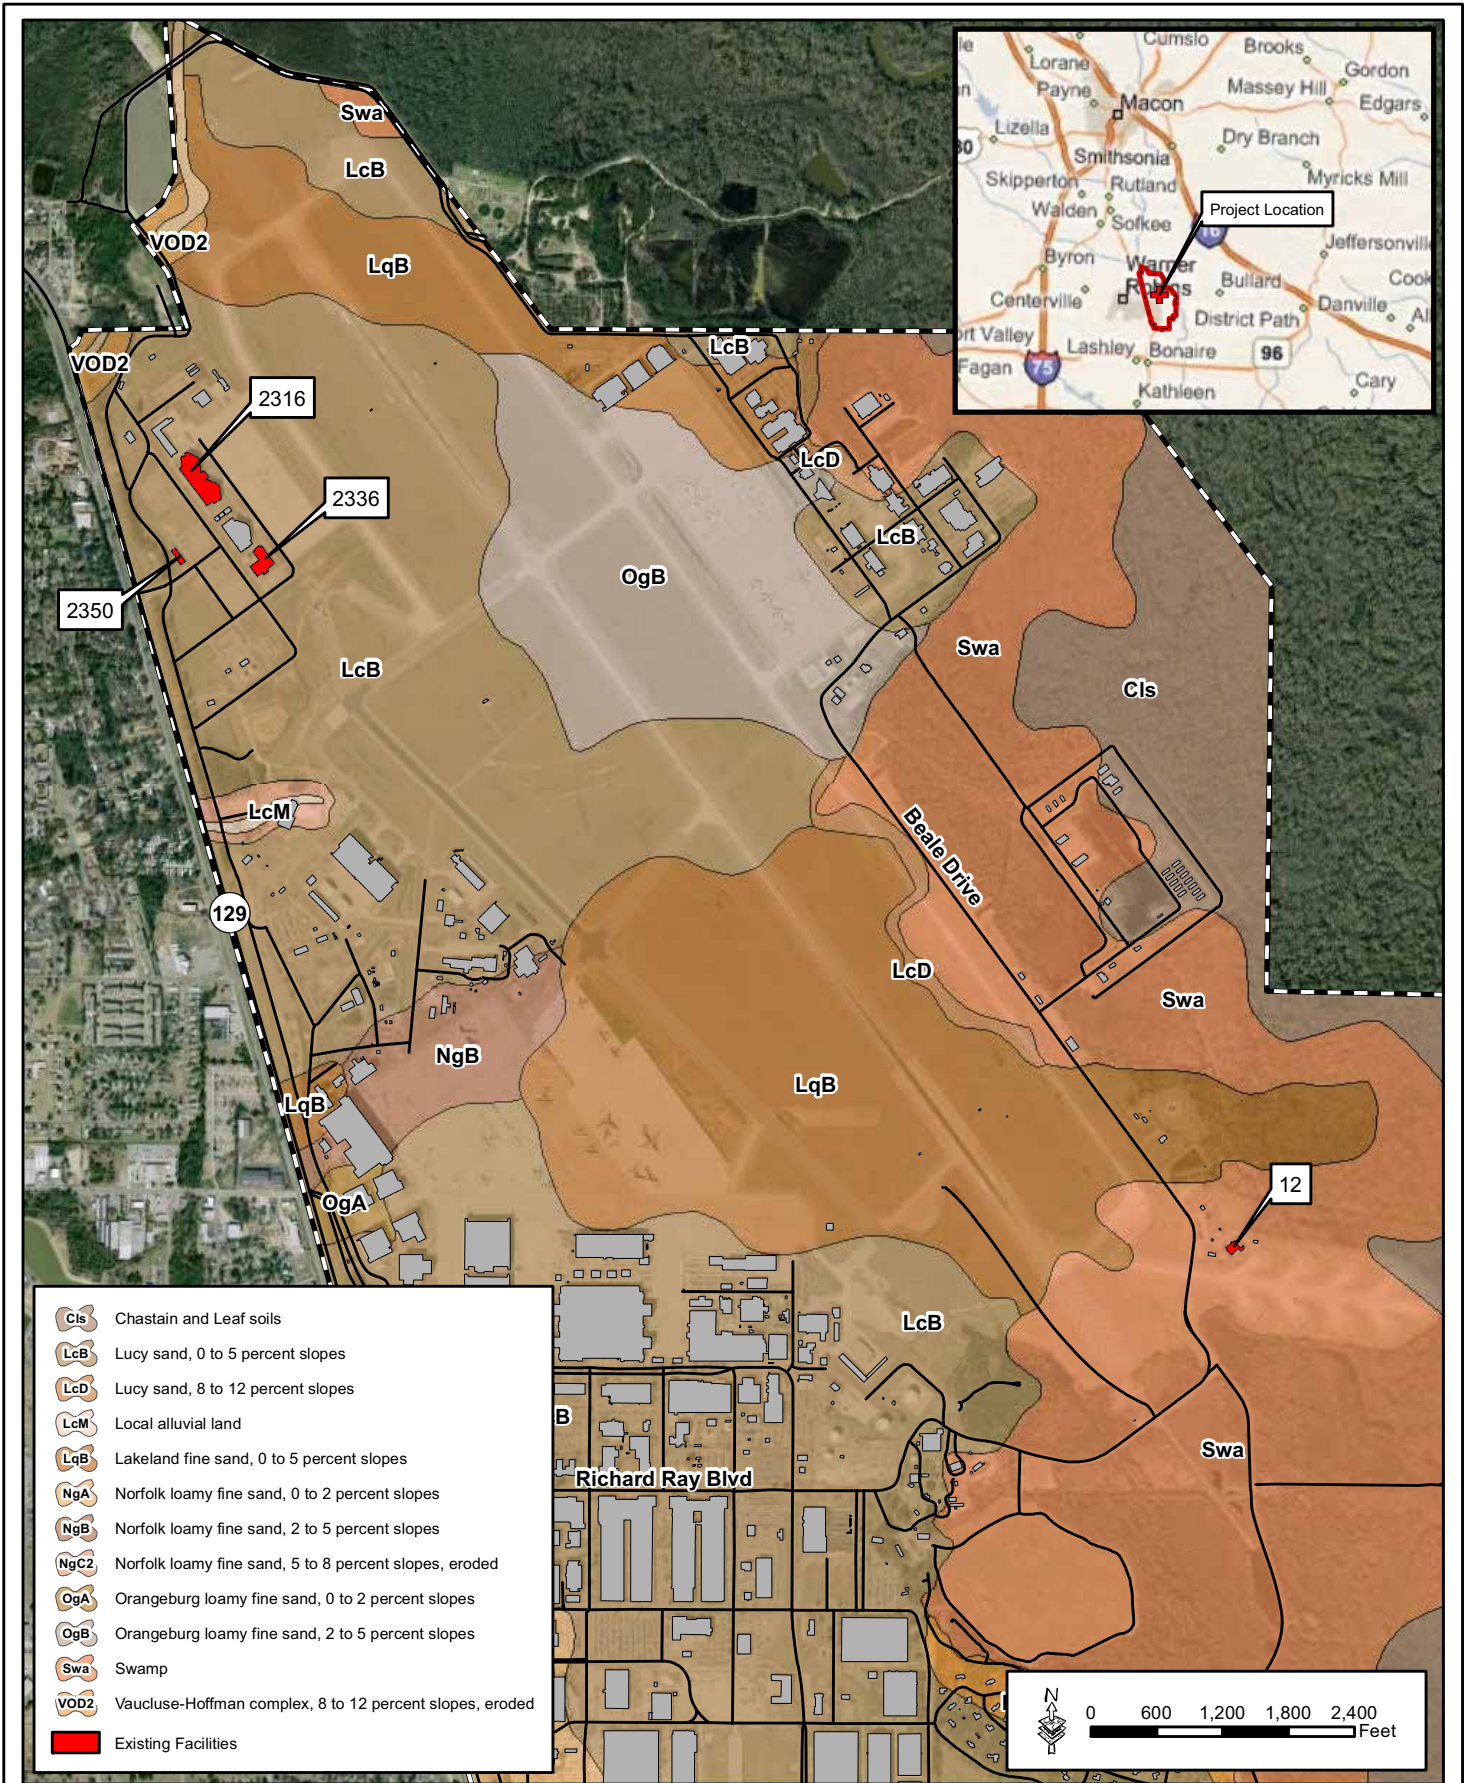 Swa
LcB
VOD2
LqB
VOD2
LcB
2316
2336
2350
LcD
LcB
OgB
Swa
Cls
LcB
LcM
Beale Drive
129
LcD
Swa
NgB
LqB
LqB
OgA
12
LcB
B
Richard Ray Blvd
Swa
Cumslo
Brooks
Lorane
Gordon
Payne
Massey Hill
Macon
Edgars
Lizella
Dry Branch
Smithsonia
Skipperton
Rutland
Myricks Mill
Walden
Sofkee
Project Location
16
Jeffersonvill
Byron
Warner
Robins
Bullard
Cook
Centerville
Danville
District Path
Al
ort Valley
Lashley
Bonaire
96
Fagan
75
Kathleen
Cary
Cls Chastain and Leaf soils
LcB Lucy sand, 0 to 5 percent slopes
LcD Lucy sand, 8 to 12 percent slopes
LcM Local alluvial land
LqB Lakeland fine sand, 0 to 5 percent slopes
NgA Norfolk loamy fine sand, 0 to 2 percent slopes
NgB Norfolk loamy fine sand, 2 to 5 percent slopes
NgC2 Norfolk loamy fine sand, 5 to 8 percent slopes, eroded
OgA Orangeburg loamy fine sand, 0 to 2 percent slopes
OgB Orangeburg loamy fine sand, 2 to 5 percent slopes
Swa Swamp
VOD2 Vaucluse-Hoffman complex, 8 to 12 percent slopes, eroded
Existing Facilities
N
0 600 1,200 1,800 2,400
Feet